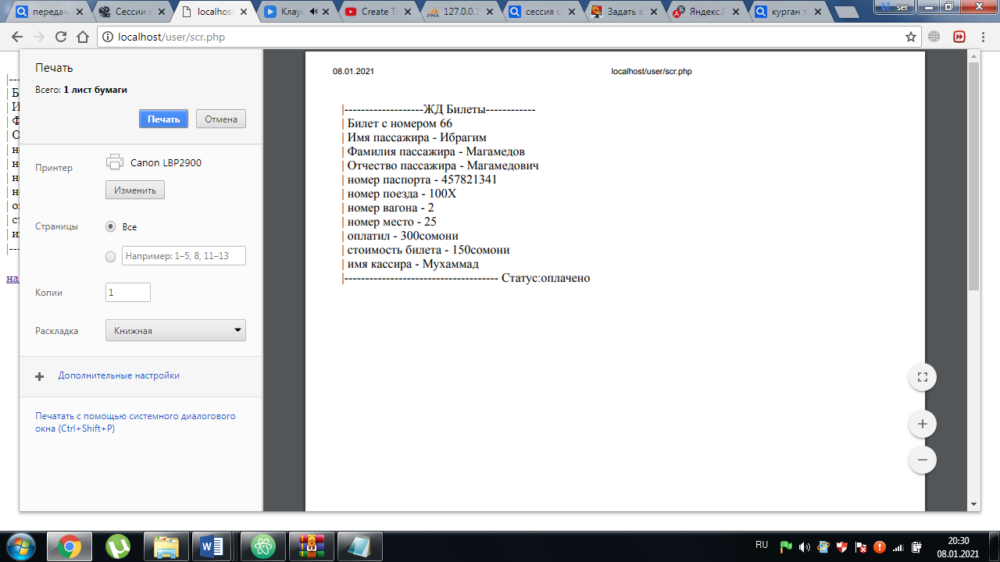 передач
Сессии в
localhos
Клау
Create T
127.0.0.1
сессия с
Задать в
Яндекс.
курган т
ser
localhost/user/scr.php
Печать
Всего: 1 лист бумаги
Печать
Отмена
Принтер
Canon LBP2900
Изменить
Страницы
Все
Например: 1–5, 8, 11–13
Копии
1
Раскладка
Книжная
Дополнительные настройки
Печатать с помощью системного диалогового
окна (Ctrl+Shift+P)
08.01.2021
localhost/user/scr.php
|-------------------ЖД Билеты------------
| Билет с номером 66
| Имя пассажира - Ибрагим
| Фамилия пассажира - Магамедов
| Отчество пассажира - Магамедович
| номер паспорта - 457821341
| номер поезда - 100X
| номер вагона - 2
| номер место - 25
| оплатил - 300сомони
| стоимость билета - 150сомони
| имя кассира - Мухаммад
|------------------------------------- Статус:оплачено
RU
20:30
08.01.2021